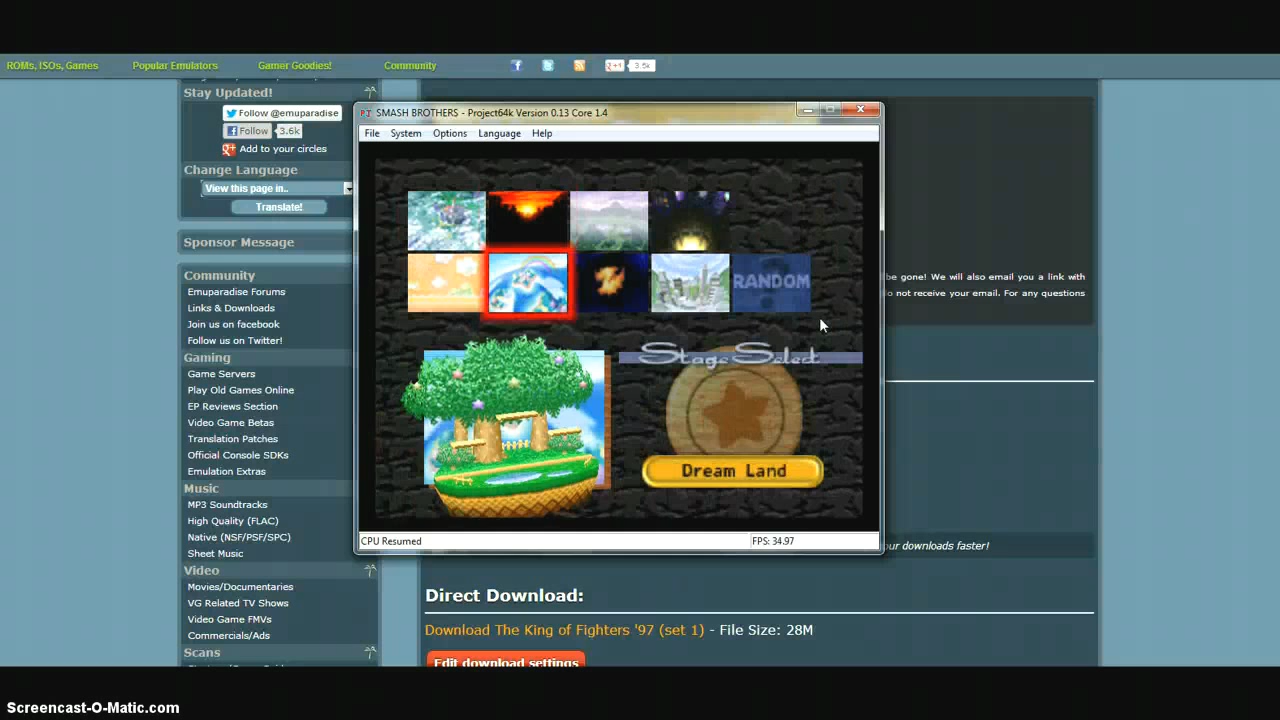 ROMs, ISOs, Games Popular Emulators Gamer Goodies! Community +1 3.5k
Stay Updated!
Follow @emuparadise
Follow 3.6k
Add to your circles
Change Language
View this page in..
Translate!
Sponsor Message
Community
Emuparadise Forums
Links & Downloads
Join us on facebook
Follow us on Twitter!
Gaming
Game Servers
Play Old Games Online
EP Reviews Section
Video Game Betas
Translation Patches
Official Console SDKs
Emulation Extras
Music
MP3 Soundtracks
High Quality (FLAC)
Native (NSF/PSF/SPC)
Sheet Music
Video
Movies/Documentaries
VG Related TV Shows
Video Game FMVs
Commercials/Ads
Scans
SMASH BROTHERS - Project64k Version 0.13 Core 1.4
File System Options Language Help
RANDOM
Stage Select
Dream Land
CPU Resumed FPS: 34.97
be gone! We will also email you a link with
o not receive your email. For any questions
our downloads faster!
Direct Download:
Download The King of Fighters '97 (set 1) - File Size: 28M
Edit download settings
Screencast-O-Matic.com